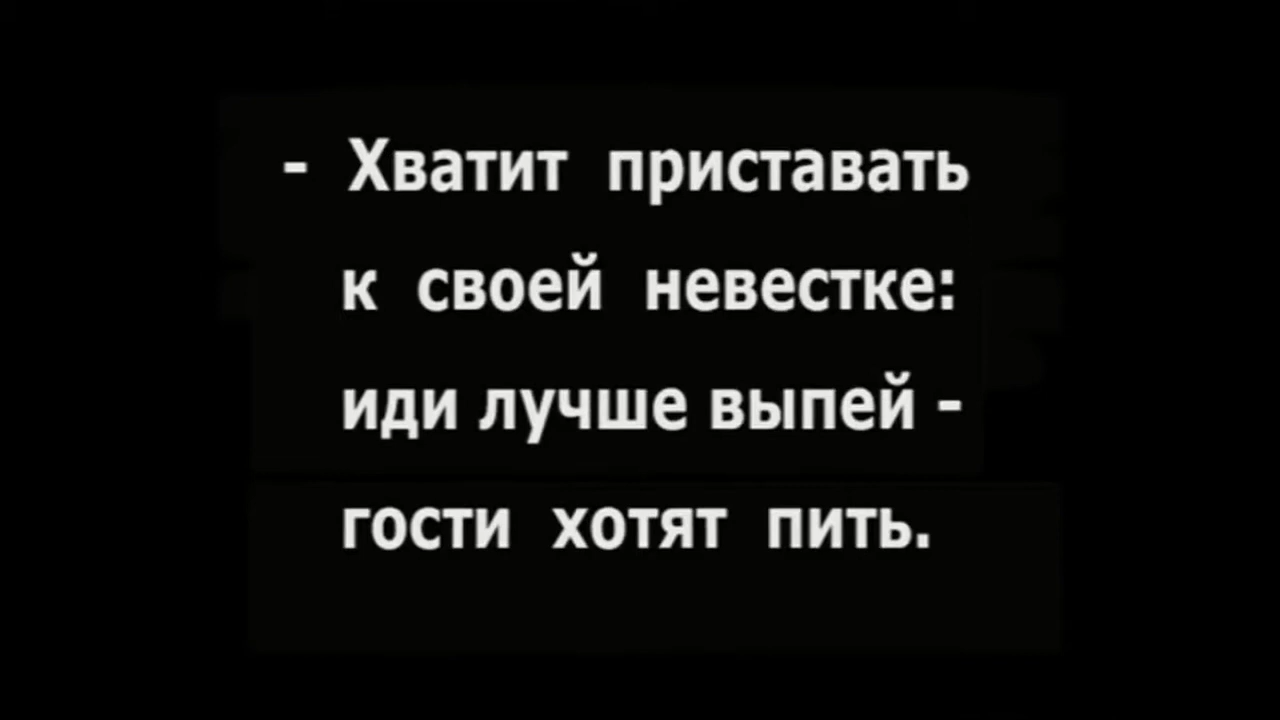 - Хватит приставать
к своей невестке:
иди лучше выпей -
гости хотят пить.